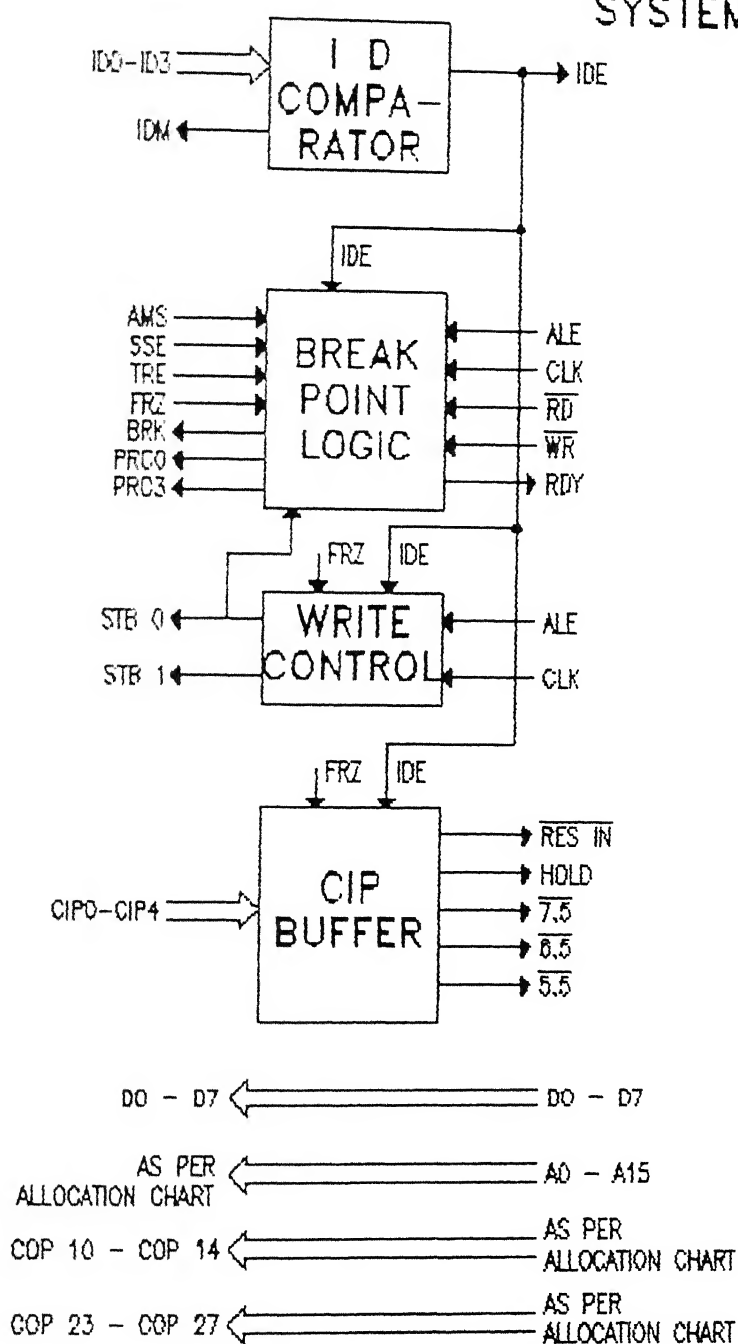 SYSTEM
ID0-ID3
I D
COMPA-
RATOR
IDE
IDM
IDE
AMS
SSE
TRE
FRZ
BRK
PRC0
PRC3
BREAK
POINT
LOGIC
ALE
CLK
RD
WR
RDY
FRZ
IDE
STB 0
STB 1
WRITE
CONTROL
ALE
CLK
FRZ
IDE
CIP0-CIP4
CIP
BUFFER
RES IN
HOLD
7.5
6.5
5.5
D0 - D7
D0 - D7
AS PER
ALLOCATION CHART
A0 - A15
COP 10 - COP 14
AS PER
ALLOCATION CHART
COP 23 - COP 27
AS PER
ALLOCATION CHART